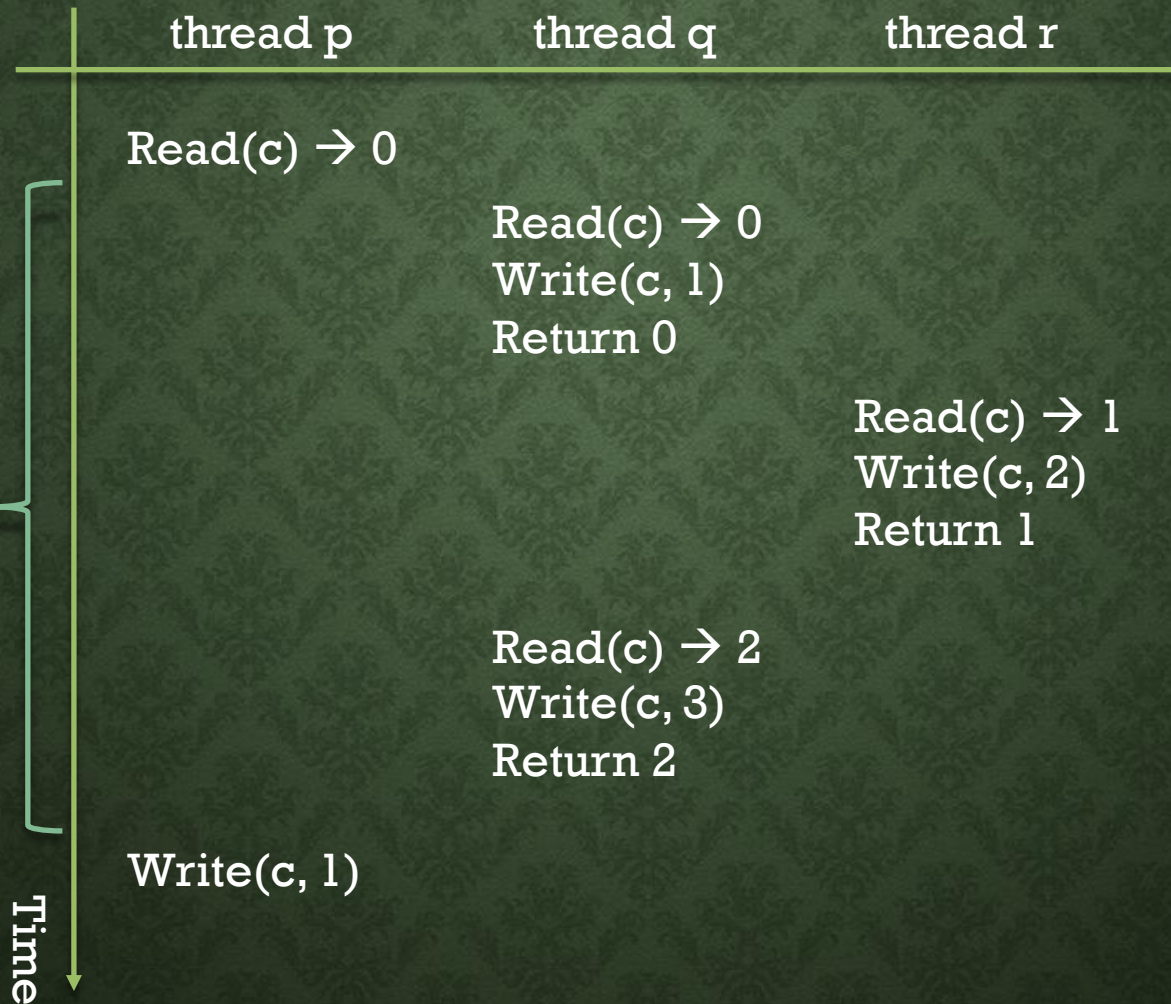 thread p thread q thread r
Read(c) → 0
Read(c) → 0
Write(c, 1)
Return 0
Read(c) → 1
Write(c, 2)
Return 1
Read(c) → 2
Write(c, 3)
Return 2
Write(c, 1)
Time